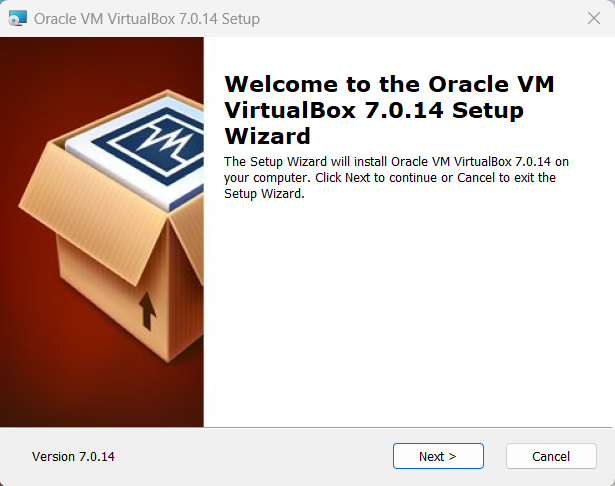 Oracle VM VirtualBox 7.0.14 Setup
Welcome to the Oracle VM
VirtualBox 7.0.14 Setup
Wizard
The Setup Wizard will install Oracle VM VirtualBox 7.0.14 on
your computer. Click Next to continue or Cancel to exit the
Setup Wizard.
Version 7.0.14
Next >
Cancel